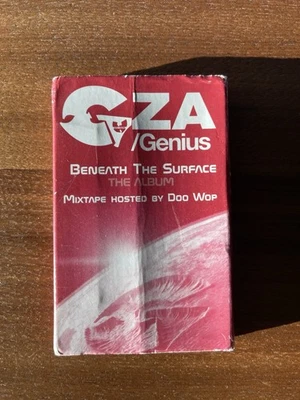 GZA
/Genius
BENEATH THE SURFACE
THE ALBUM
MIXTAPE HOSTED BY DOO WOP